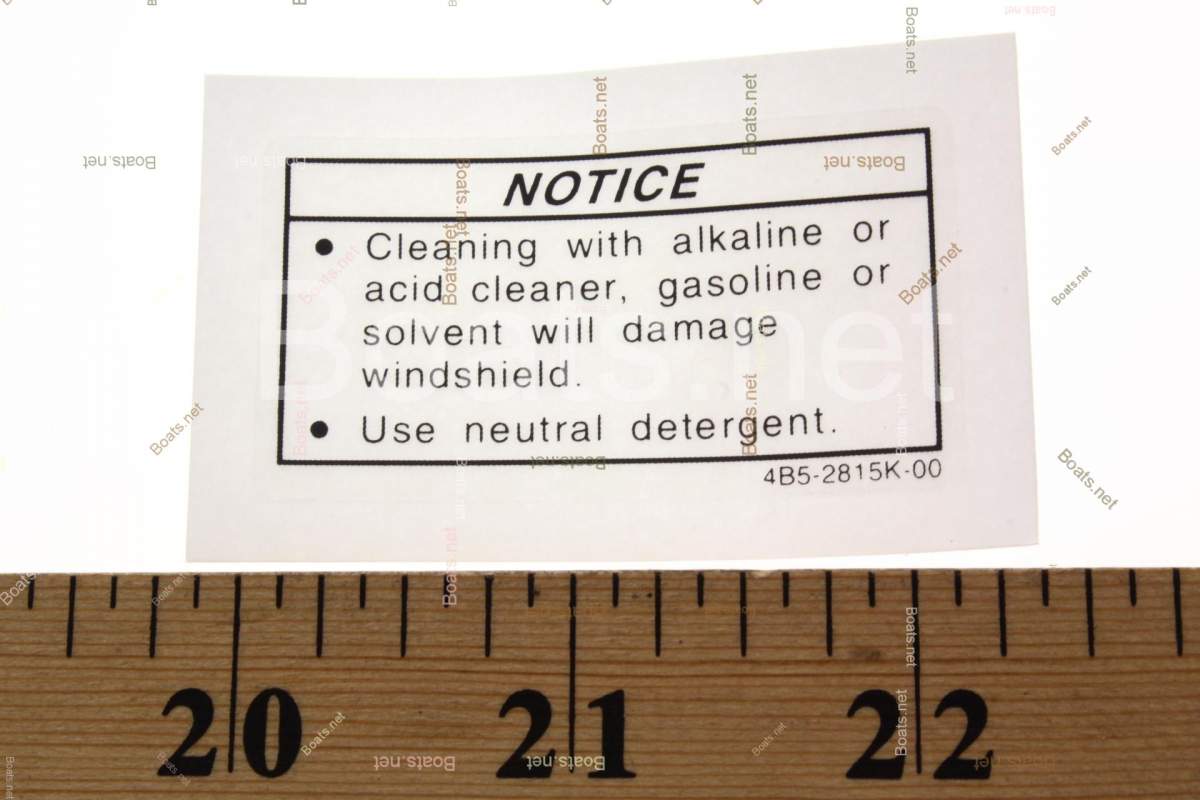 NOTICE
● Cleaning with alkaline or
acid cleaner, gasoline or
solvent will damage
windshield.
● Use neutral detergent.
4B5-2815K-00
Boats.net
20 21 22